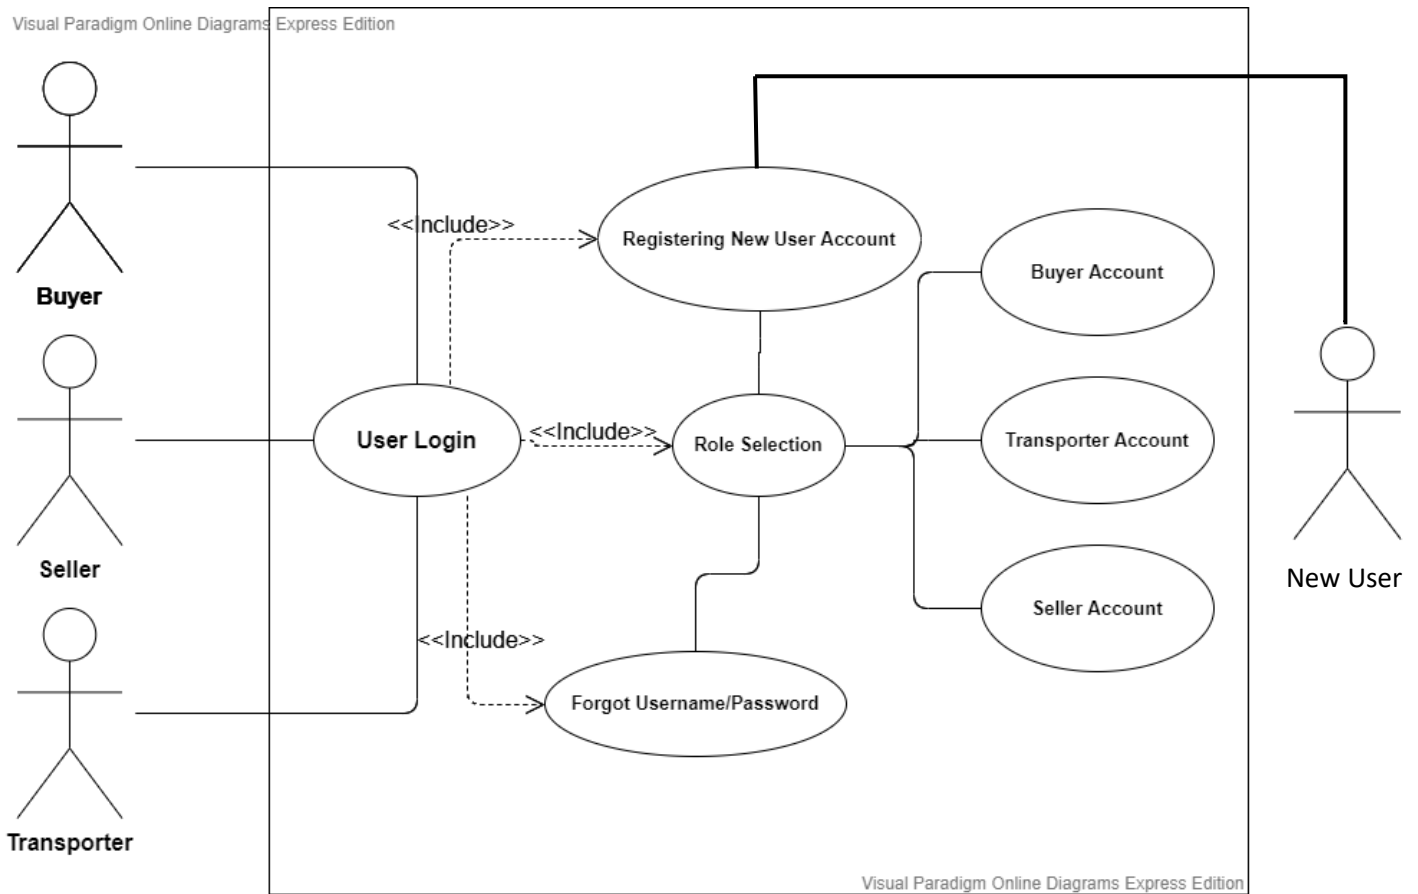 Visual Paradigm Online Diagrams Express Edition
<<Include>>
Registering New User Account
Buyer Account
Buyer
User Login
<<Include>>
Role Selection
Transporter Account
Seller
New User
Seller Account
<<Include>>
Forgot Username/Password
Transporter
Visual Paradigm Online Diagrams Express Edition